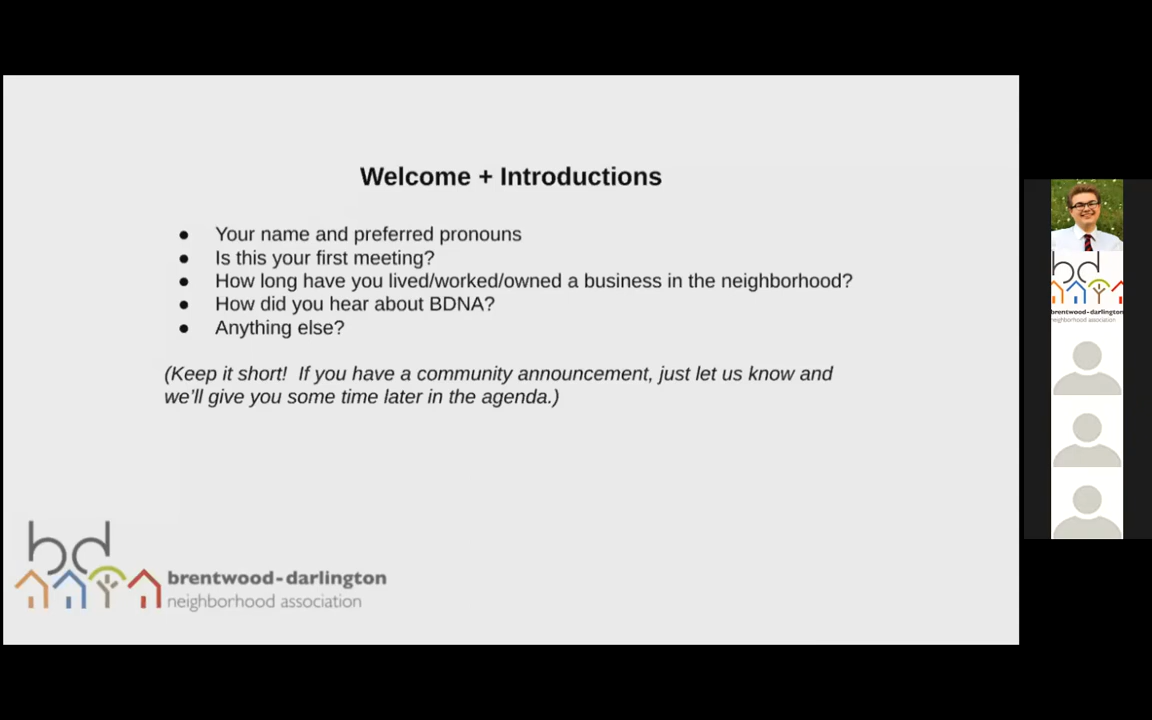 Welcome + Introductions
● Your name and preferred pronouns
● Is this your first meeting?
● How long have you lived/worked/owned a business in the neighborhood?
● How did you hear about BDNA?
● Anything else?
(Keep it short!  If you have a community announcement, just let us know and
we'll give you some time later in the agenda.)
bd
brentwood-darlington
neighborhood association
bd
brentwood-darlington
neighborhood association